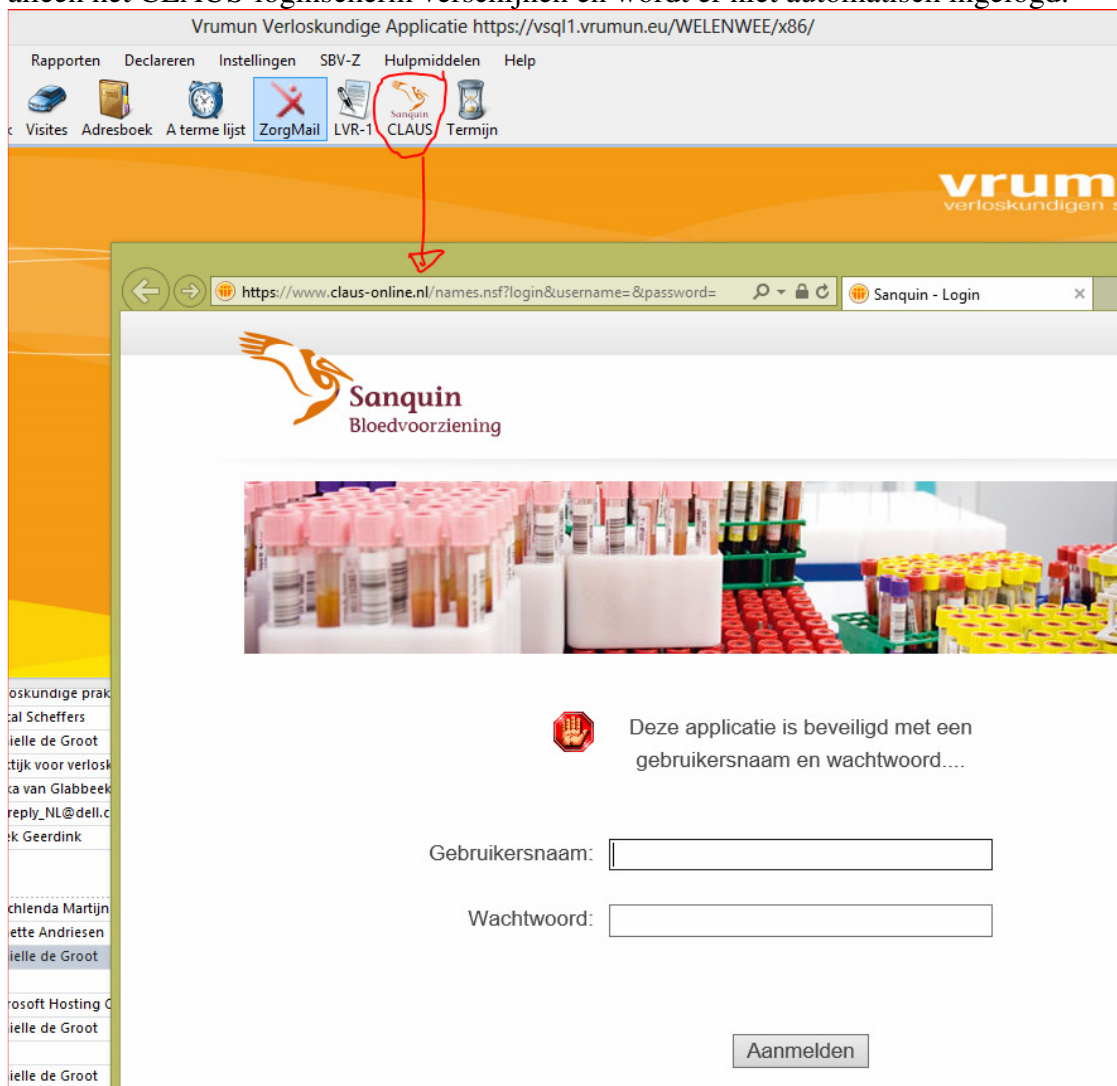 Vrumun Verloskundige Applicatie https://vsql1.vrumun.eu/WELENWEE/x86/
Rapporten Declareren Instellingen SBV-Z Hulpmiddelen Help
Sanquin
Visites Adresboek A terme lijst ZorgMail LVR-1 CLAUS Termijn
vrum
verloskundigen s
https://www.claus-online.nl/names.nsf?login&username=&password=
Sanquin - Login
Sanquin
Bloedvoorziening
oskundige prak
cal Scheffers
Deze applicatie is beveiligd met een
ielle de Groot
gebruikersnaam en wachtwoord....
ktijk voor verlosk
ka van Glabbeek
reply_NL@dell.c
ek Geerdink
Gebruikersnaam:
chlenda Martijn
Wachtwoord:
ette Andriesen
ielle de Groot
rosoft Hosting C
ielle de Groot
Aanmelden
ielle de Groot